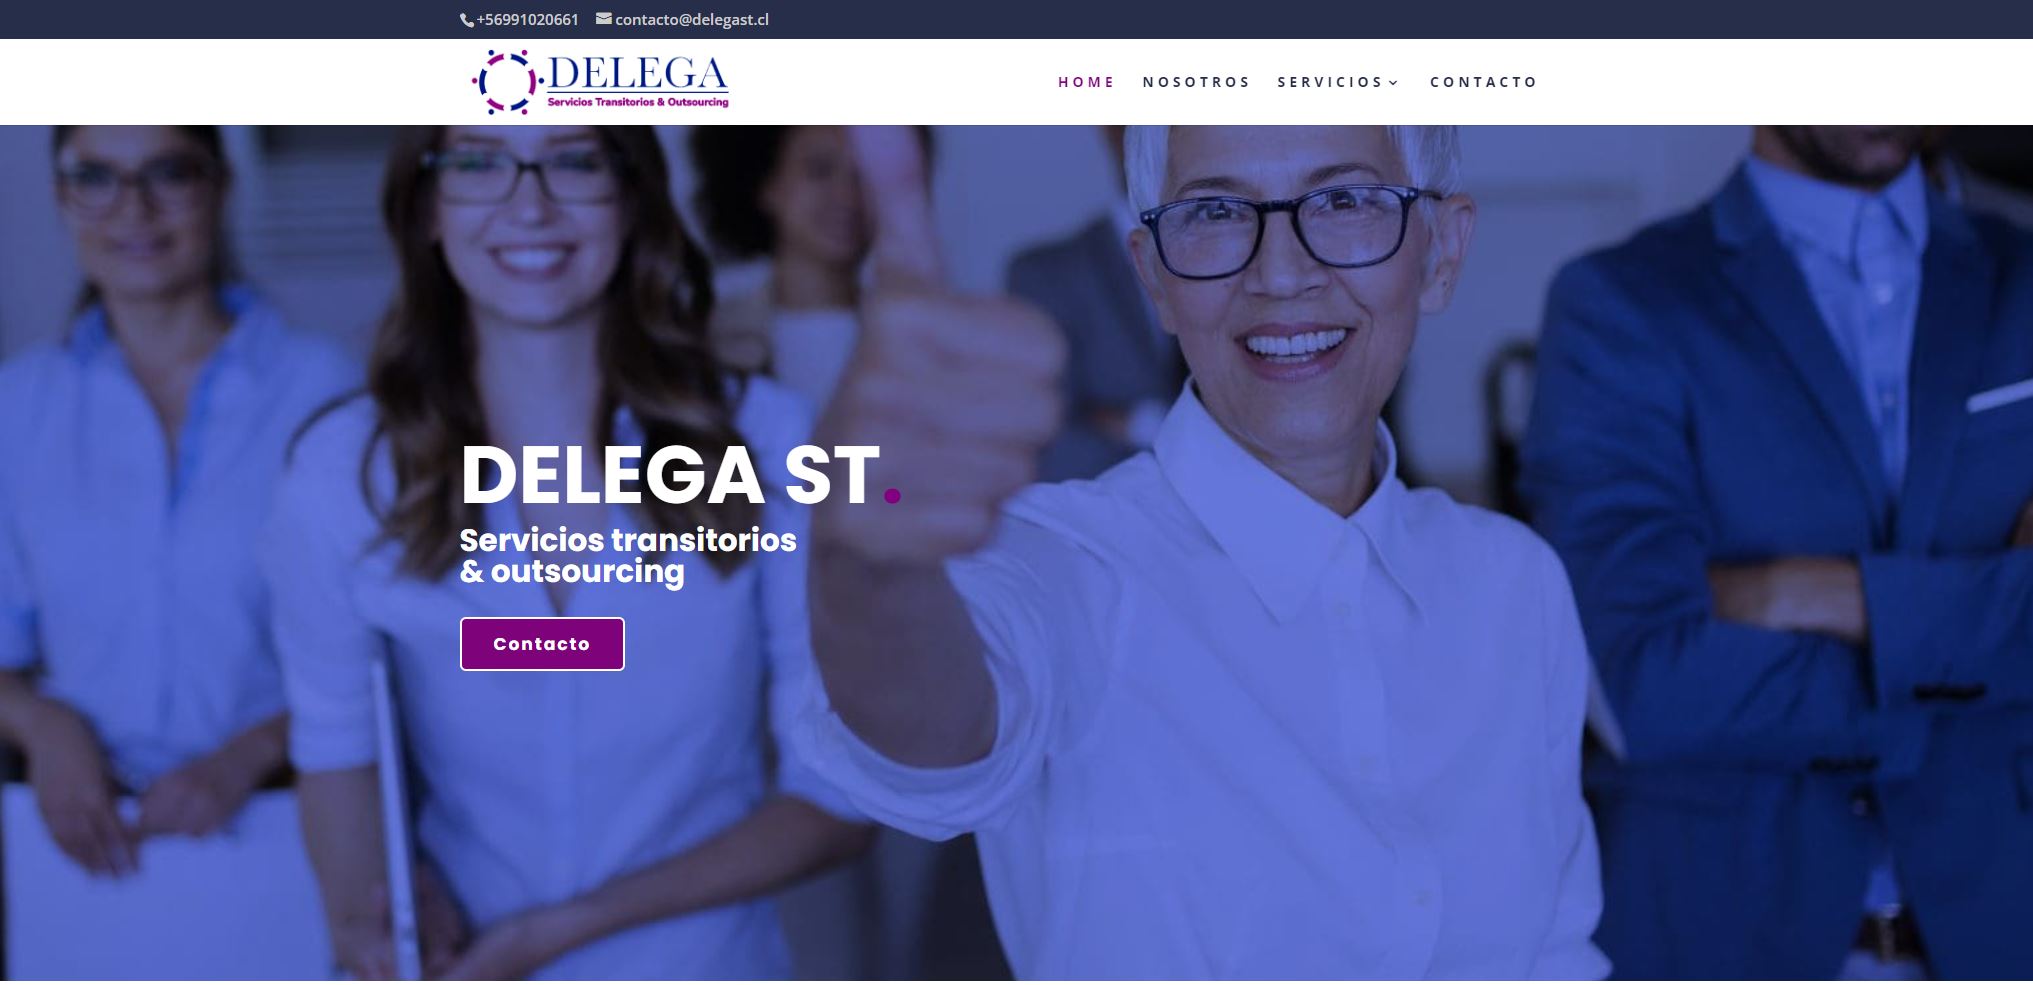 +56991020661 contacto@delegast.cl
DELEGA
Servicios Transitorios & Outsourcing
HOME NOSOTROS SERVICIOS CONTACTO
DELEGA ST.
Servicios transitorios
& outsourcing
Contacto